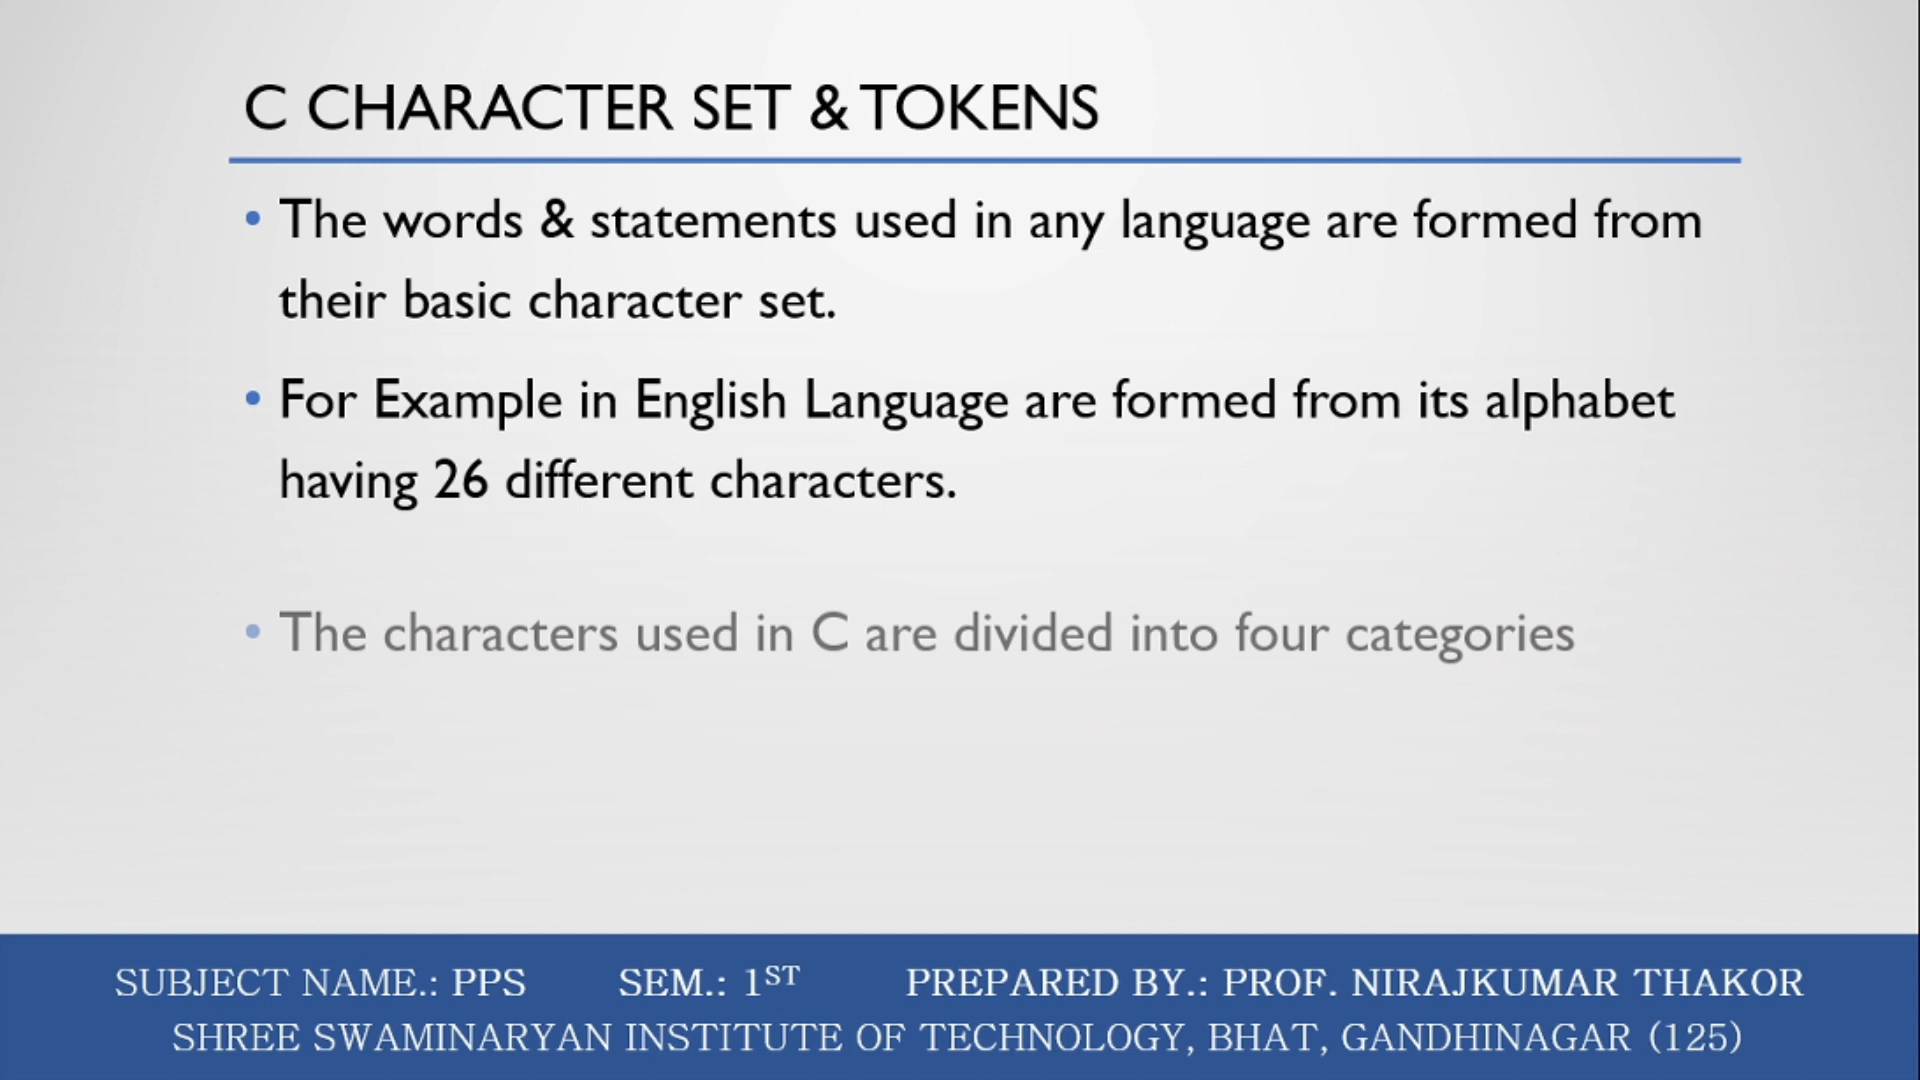 C CHARACTER SET & TOKENS
• The words & statements used in any language are formed from
their basic character set.
• For Example in English Language are formed from its alphabet
having 26 different characters.
• The characters used in C are divided into four categories
SUBJECT NAME.: PPS SEM.: 1ST PREPARED BY.: PROF. NIRAJKUMAR THAKOR
SHREE SWAMINARYAN INSTITUTE OF TECHNOLOGY, BHAT, GANDHINAGAR (125)